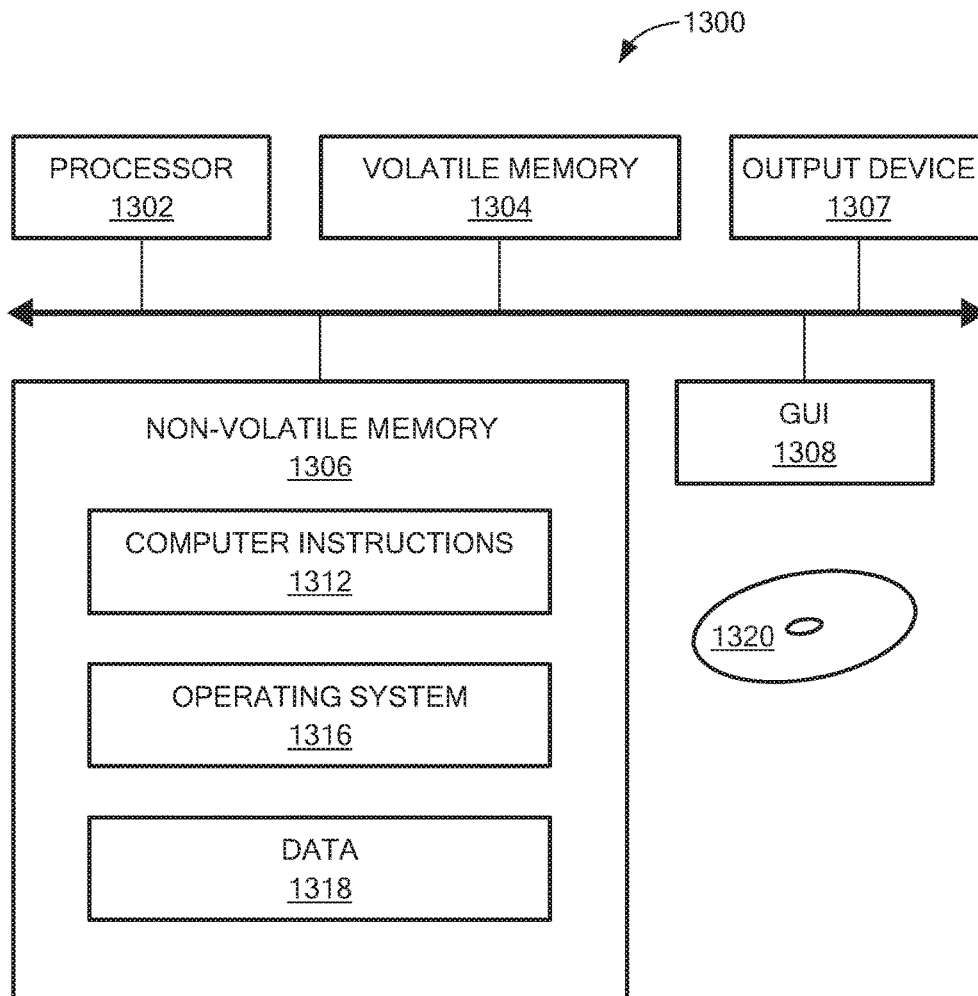 1300
PROCESSOR
1302
VOLATILE MEMORY
1304
OUTPUT DEVICE
1307
NON-VOLATILE MEMORY
1306
COMPUTER INSTRUCTIONS
1312
OPERATING SYSTEM
1316
DATA
1318
GUI
1308
1320